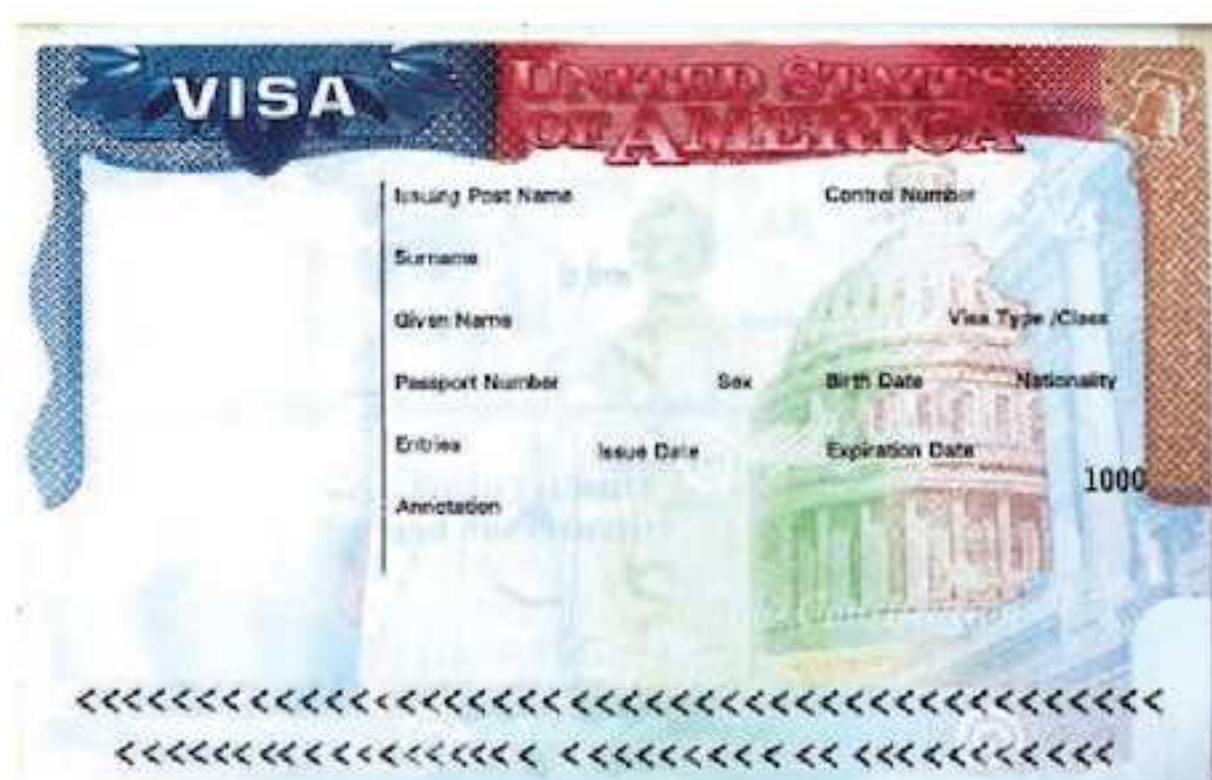 VISA UNITED STATES
OF AMERICA
Issuing Post Name Control Number
Surname
Given Name Visa Type /Class
Passport Number Sex Birth Date Nationality
Entries Issue Date Expiration Date
1000
Annotation
<<<<<<<<<<<<<<<<<<<<<<<<<<<<<<<<<<<<<<<<<<<
<<<<<<<<<<<<<<<<< <<<<<<<<< << <<<<<<<<<<